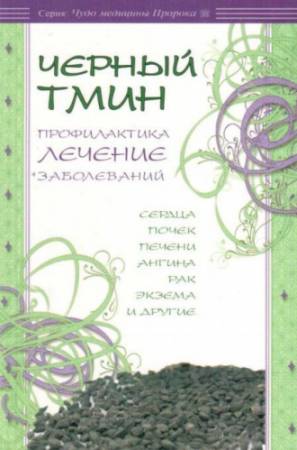 Серия: Чудо медицины Пророка
ЧЕРНЫЙ
ТМИН
ПРОФИЛАКТИКА
ЛЕЧЕНИЕ
ЗАБОЛЕВАНИЙ
СЕРДЦА
ПОЧЕК
ПЕЧЕНИ
АНГИНА
РАК
ЭКЗЕМА
И ДРУГИЕ